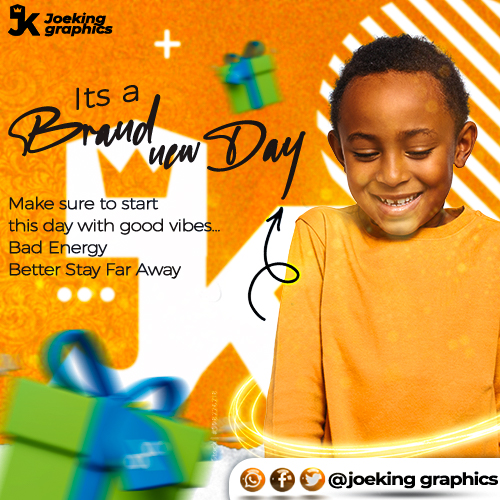 JK
Joeking
graphics
Its a
Brand
new Day
Make sure to start
this day with good vibes...
Bad Energy
Better Stay Far Away
@joeking graphics